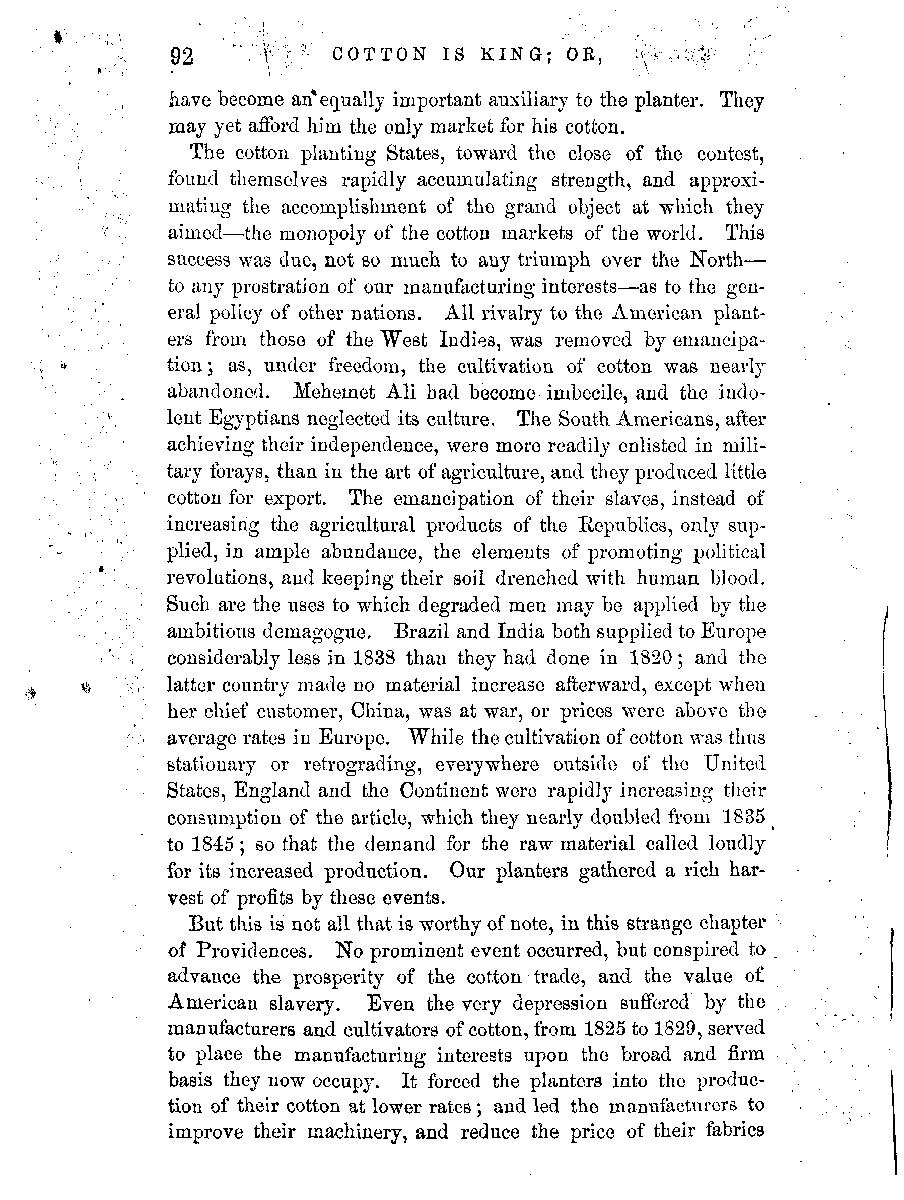 92 COTTON IS KING; OR,
have become an equally important auxiliary to the planter. They
may yet afford him the only market for his cotton.
The cotton planting States, toward the close of the contest,
found themselves rapidly accumulating strength, and approxi-
mating the accomplishment of the grand object at which they
aimed—the monopoly of the cotton markets of the world. This
success was due, not so much to any triumph over the North—
to any prostration of our manufacturing interests—as to the gen-
eral policy of other nations. All rivalry to the American plant-
ers from those of the West Indies, was removed by emancipa-
tion; as, under freedom, the cultivation of cotton was nearly
abandoned. Mehemet Ali had become imbecile, and the indo-
lent Egyptians neglected its culture. The South Americans, after
achieving their independence, were more readily enlisted in mili-
tary forays, than in the art of agriculture, and they produced little
cotton for export. The emancipation of their slaves, instead of
increasing the agricultural products of the Republics, only sup-
plied, in ample abundance, the elements of promoting political
revolutions, and keeping their soil drenched with human blood.
Such are the uses to which degraded men may be applied by the
ambitious demagogue. Brazil and India both supplied to Europe
considerably less in 1838 than they had done in 1820; and the
latter country made no material increase afterward, except when
her chief customer, China, was at war, or prices were above the
average rates in Europe. While the cultivation of cotton was thus
stationary or retrograding, everywhere outside of the United
States, England and the Continent were rapidly increasing their
consumption of the article, which they nearly doubled from 1835
to 1845; so that the demand for the raw material called loudly
for its increased production. Our planters gathered a rich har-
vest of profits by these events.
But this is not all that is worthy of note, in this strange chapter
of Providences. No prominent event occurred, but conspired to
advance the prosperity of the cotton trade, and the value of
American slavery. Even the very depression suffered by the
manufacturers and cultivators of cotton, from 1825 to 1829, served
to place the manufacturing interests upon the broad and firm
basis they now occupy. It forced the planters into the produc-
tion of their cotton at lower rates; and led the manufacturers to
improve their machinery, and reduce the price of their fabrics